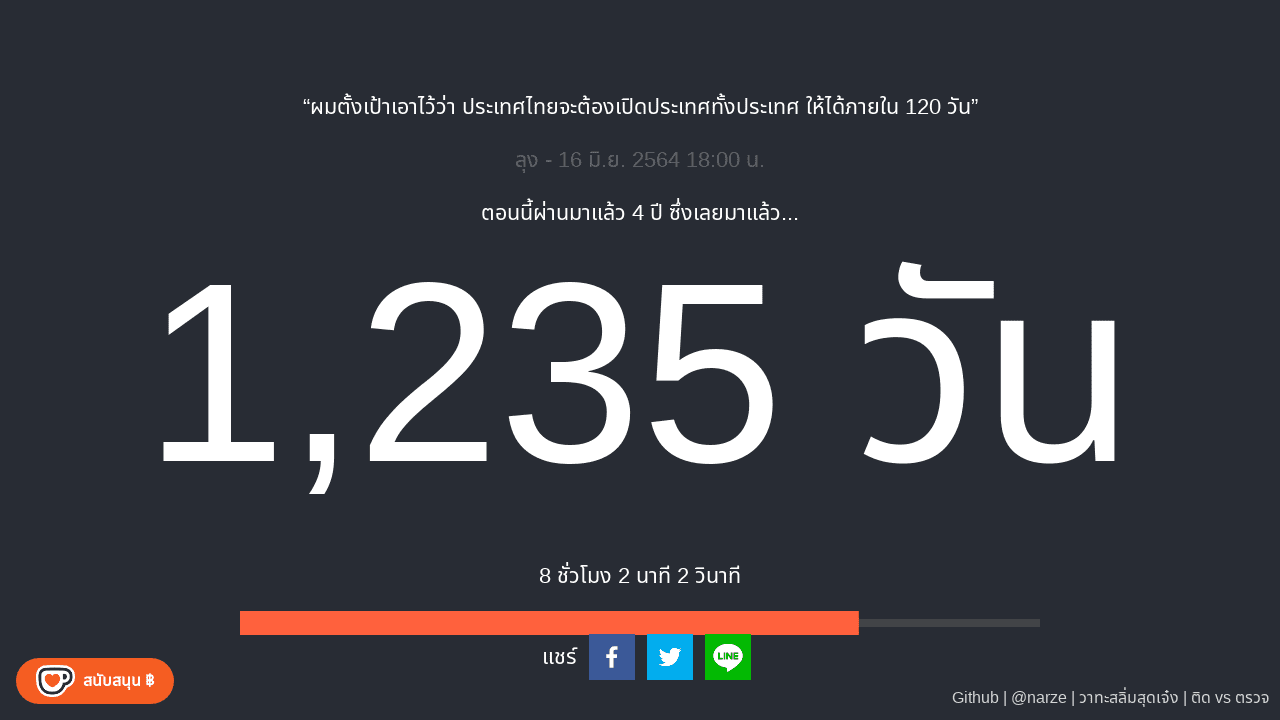 “ผมตั้งเป้าเอาไว้ว่า ประเทศไทยจะต้องเปิดประเทศทั้งประเทศ ให้ได้ภายใน 120 วัน”
ลุง - 16 มิ.ย. 2564 18:00 น.
ตอนนี้ผ่านมาแล้ว 4 ปี ซึ่งเลยมาแล้ว...
1,235 วัน
8 ชั่วโมง 2 นาที 2 วินาที
แชร์
LINE
สนับสนุน ฿
Github | @narze | วาทะสลิ่มสุดเจ๋ง | ติด vs ตรวจ